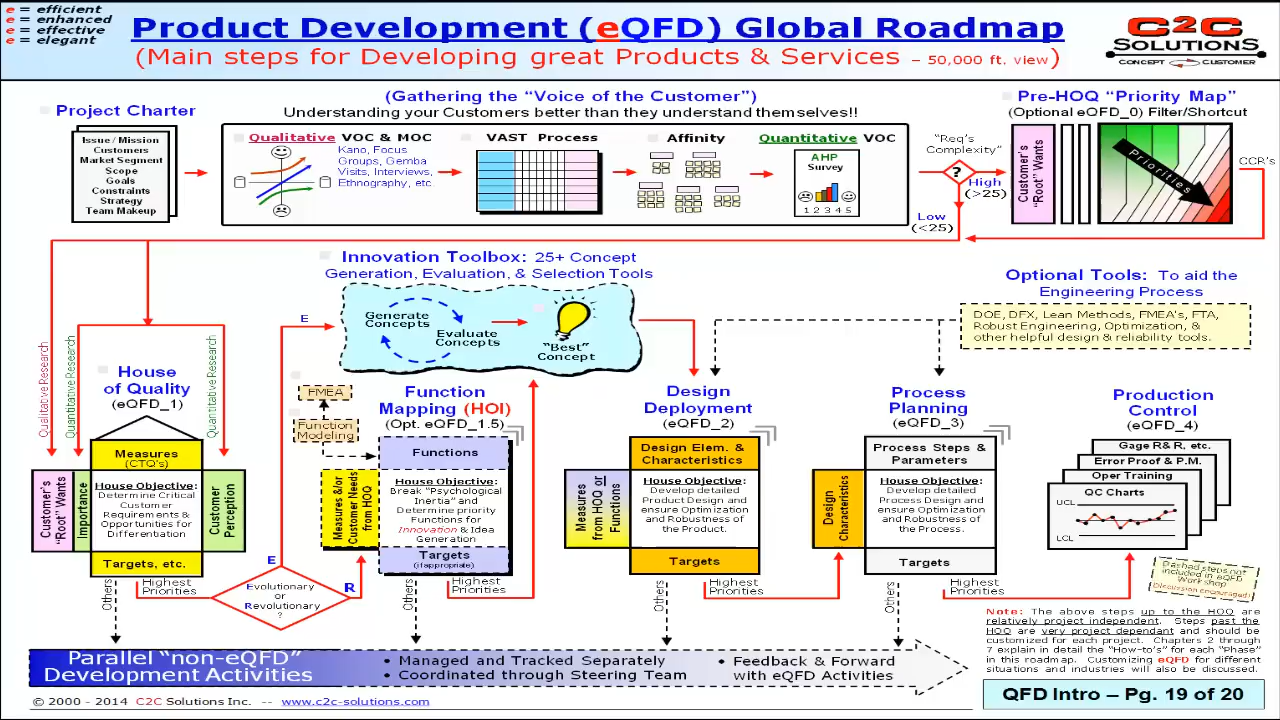 e = efficient
e = enhanced
e = effective
e = elegant
Product Development (eQFD) Global Roadmap
(Main steps for Developing great Products & Services – 50,000 ft. view)
C2C
SOLUTIONS
CONCEPT CUSTOMER
Project Charter
Issue / Mission
Customers
Market Segment
Scope
Goals
Constraints
Strategy
Team Makeup
(Gathering the “Voice of the Customer”)
Understanding your Customers better than they understand themselves!!
Qualitative VOC & MOC
Kano, Focus
Groups, Gemba
Visits, Interviews,
Ethnography, etc.
VAST Process
Affinity
Quantitative VOC
AHP
Survey
1 2 3 4 5
“Req’s
Complexity”
?
High
(>25)
Low
(<25)
Pre-HOQ “Priority Map”
(Optional eQFD_0) Filter/Shortcut
Customer’s
“Root” Wants
Priorities
CCR’s
Innovation Toolbox: 25+ Concept
Generation, Evaluation, & Selection Tools
Generate
Concepts
Evaluate
Concepts
“Best”
Concept
E
Optional Tools: To aid the
Engineering Process
DOE, DFX, Lean Methods, FMEA’s, FTA,
Robust Engineering, Optimization, &
other helpful design & reliability tools.
Qualitative Research
Quantitative Research
Quantitative Research
House
of Quality
(eQFD_1)
Measures
(CTQ’s)
Customer’s
“Root” Wants
Importance
House Objective:
Determine Critical
Customer
Requirements &
Opportunities for
Differentiation
Customer
Perception
Targets, etc.
Others
Highest
Priorities
E
Evolutionary
or
Revolutionary
?
R
FMEA
Function
Modeling
Function
Mapping (HOI)
(Opt. eQFD_1.5)
Functions
Measures &/or
Customer Needs
from HOQ
House Objective:
Break “Psychological
Inertia” and
Determine priority
Functions for
Innovation & Idea
Generation
Targets
(if appropriate)
Others
Highest
Priorities
Design
Deployment
(eQFD_2)
Design Elem. &
Characteristics
Measures
from HOQ or
Functions
House Objective:
Develop detailed
Product Design and
ensure Optimization
and Robustness of
the Product.
Targets
Others
Highest
Priorities
Process
Planning
(eQFD_3)
Process Steps &
Parameters
Design
Characteristics
House Objective:
Develop detailed
Process Design and
ensure Optimization
and Robustness of
the Process.
Targets
Others
Highest
Priorities
Production
Control
(eQFD_4)
Gage R& R. etc.
Error Proof & P.M.
Oper Training
QC Charts
UCL
LCL
Dashed steps not
included in eQFD
Work shop
(Discussion encouraged)
Note: The above steps up to the HOQ are
relatively project independent. Steps past the
HOQ are very project dependant and should be
customized for each project. Chapters 2 through
7 explain in detail the “How-to’s” for each “Phase”
in this roadmap. Customizing eQFD for different
situations and industries will also be discussed.
Parallel “non-eQFD”
Development Activities
• Managed and Tracked Separately
• Coordinated through Steering Team
• Feedback & Forward
with eQFD Activities
© 2000 - 2014 C2C Solutions Inc. -- www.c2c-solutions.com
QFD Intro – Pg. 19 of 20